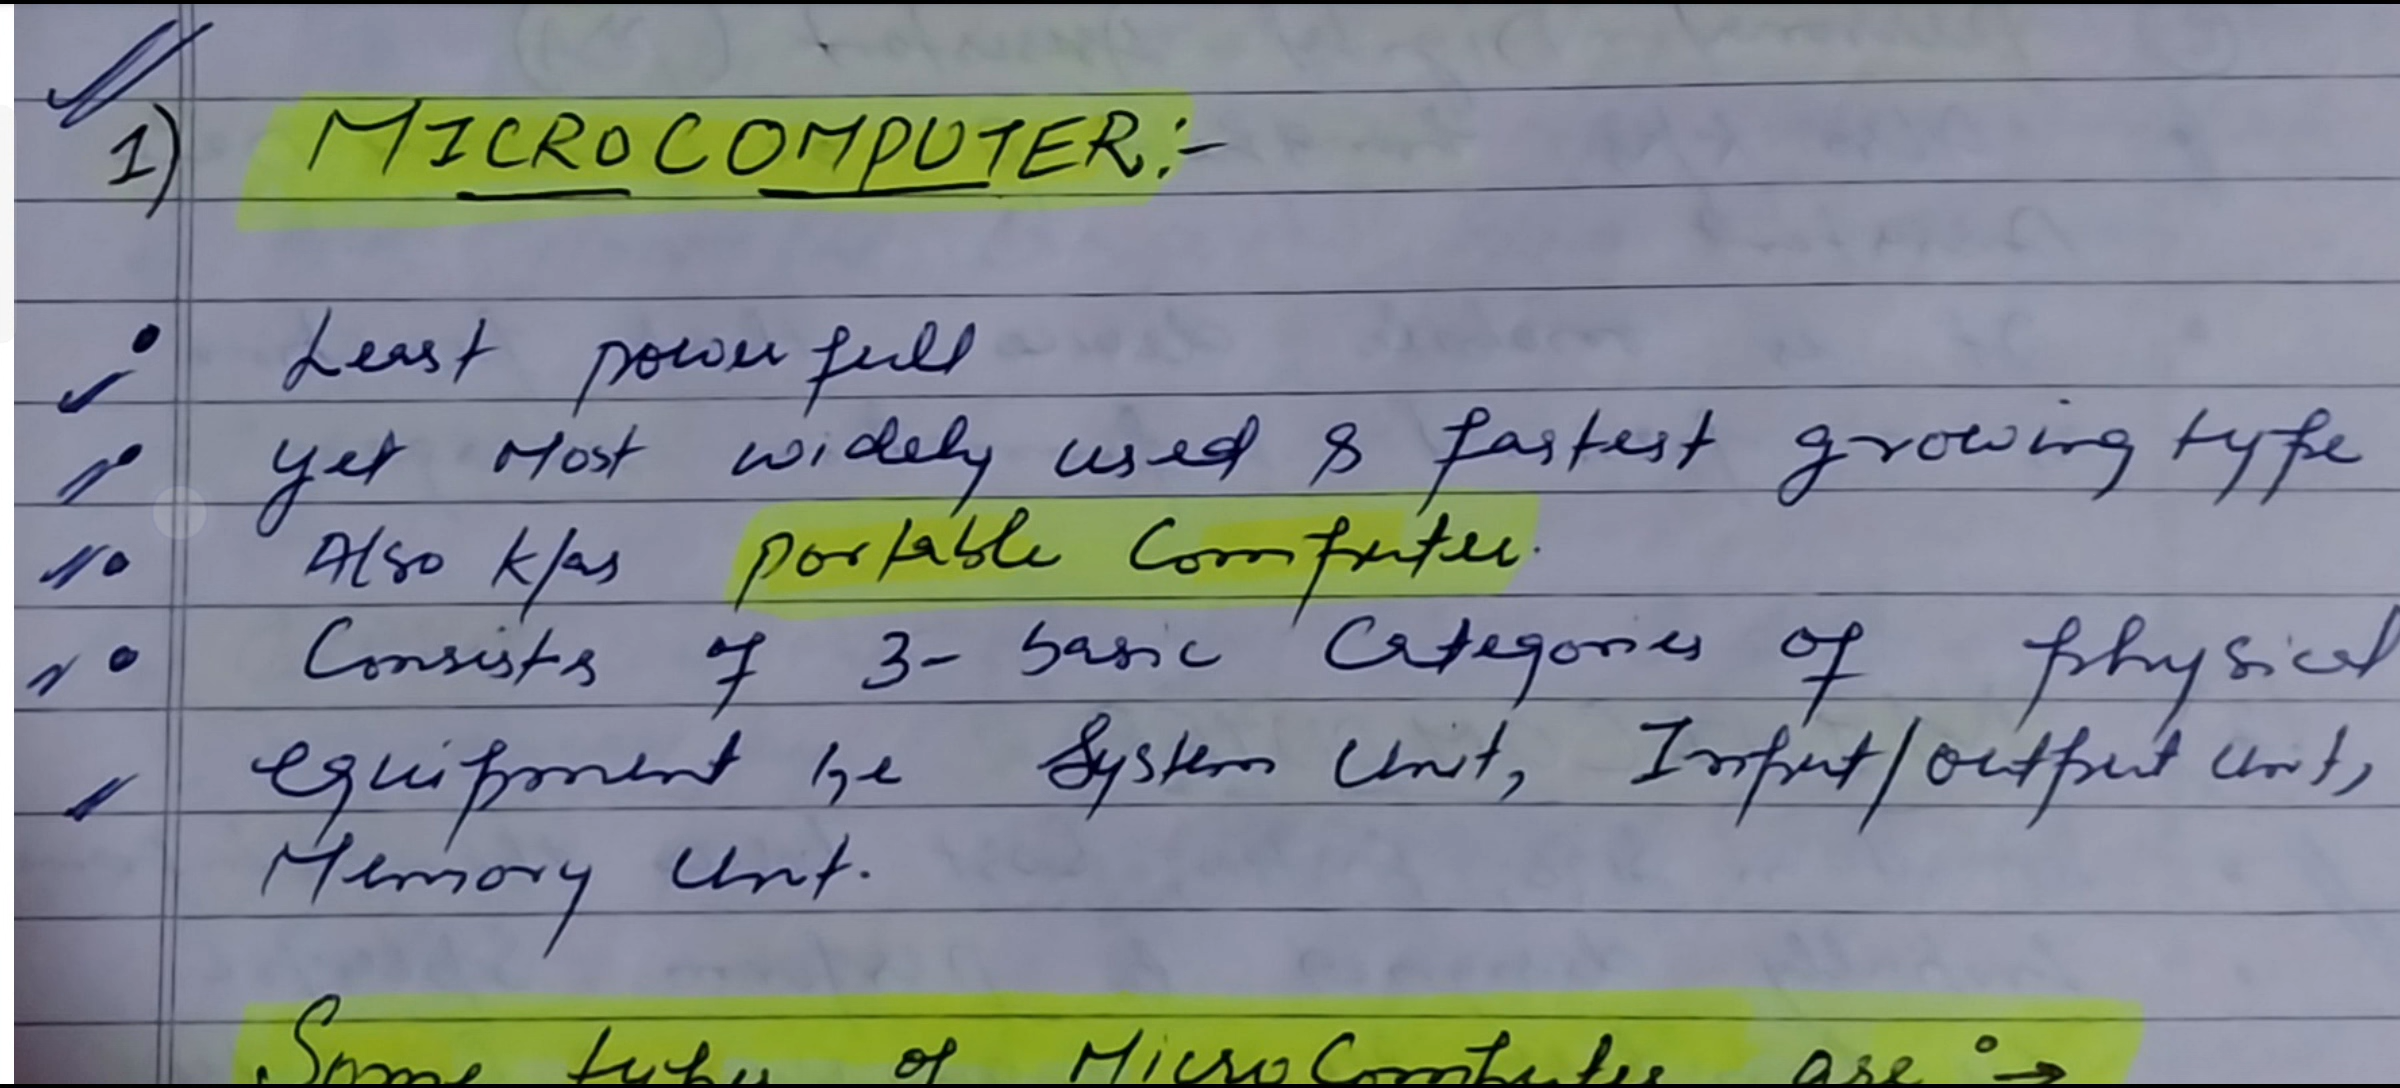 1) MICROCOMPUTER:-
• Least powerfull
• yet Most widely used & fastest growing type
• Also k/as portable Computer.
• Consists of 3- basic Categories of physical
equipment i.e System Unit, Input/output Unit,
Memory Unit.
Some types of MicroComputer are :→